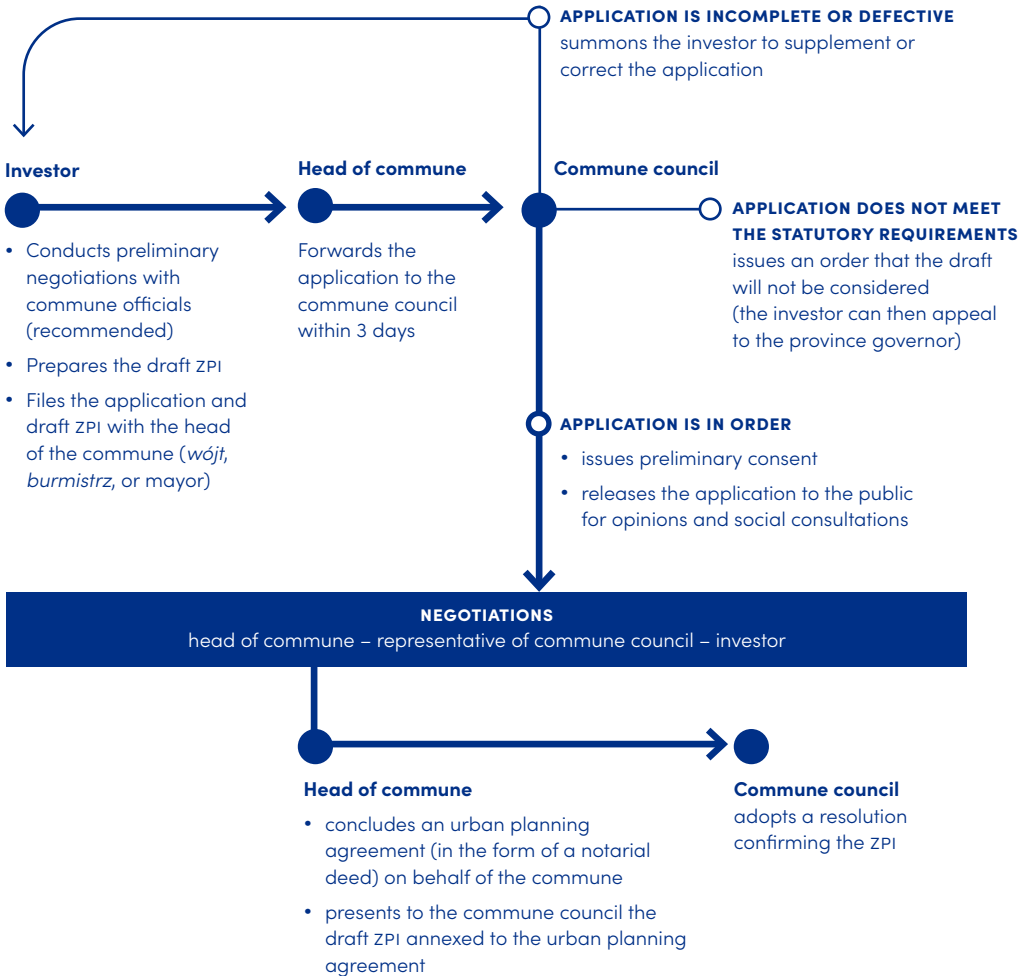 APPLICATION IS INCOMPLETE OR DEFECTIVE
summons the investor to supplement or
correct the application
Investor
• Conducts preliminary
negotiations with
commune officials
(recommended)
• Prepares the draft ZPI
• Files the application and
draft ZPI with the head
of the commune (wójt,
burmistrz, or mayor)
Head of commune
Forwards the
application to the
commune council
within 3 days
Commune council
APPLICATION DOES NOT MEET
THE STATUTORY REQUIREMENTS
issues an order that the draft
will not be considered
(the investor can then appeal
to the province governor)
APPLICATION IS IN ORDER
• issues preliminary consent
• releases the application to the public
for opinions and social consultations
NEGOTIATIONS
head of commune – representative of commune council – investor
Head of commune
• concludes an urban planning
agreement (in the form of a notarial
deed) on behalf of the commune
• presents to the commune council the
draft ZPI annexed to the urban planning
agreement
Commune council
adopts a resolution
confirming the ZPI